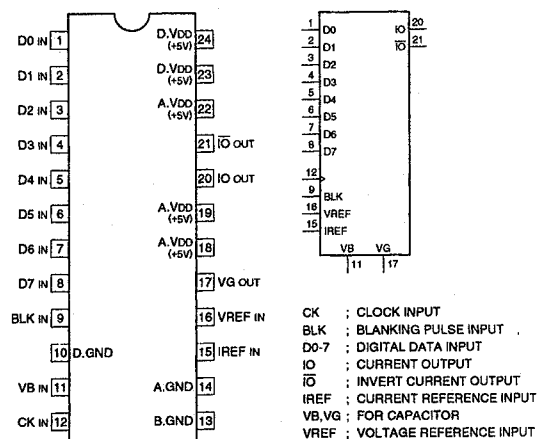 D0 IN 1
D1 IN 2
D2 IN 3
D3 IN 4
D4 IN 5
D5 IN 6
D6 IN 7
D7 IN 8
BLK IN 9
10 D.GND
VB IN 11
CK IN 12
D.VDD (+5V) 24
D.VDD (+5V) 23
A.VDD (+5V) 22
21 IO OUT
20 IO OUT
A.VDD (+5V) 19
A.VDD (+5V) 18
17 VG OUT
16 VREF IN
15 IREF IN
A.GND 14
B.GND 13
1 D0
2 D1
3 D2
4 D3
5 D4
6 D5
7 D6
8 D7
12
9 BLK
16 VREF
15 IREF
IO 20
IO 21
VB VG
11 17
CK ; CLOCK INPUT
BLK ; BLANKING PULSE INPUT
D0-7 ; DIGITAL DATA INPUT
IO ; CURRENT OUTPUT
IO ; INVERT CURRENT OUTPUT
IREF ; CURRENT REFERENCE INPUT
VB,VG ; FOR CAPACITOR
VREF ; VOLTAGE REFERENCE INPUT